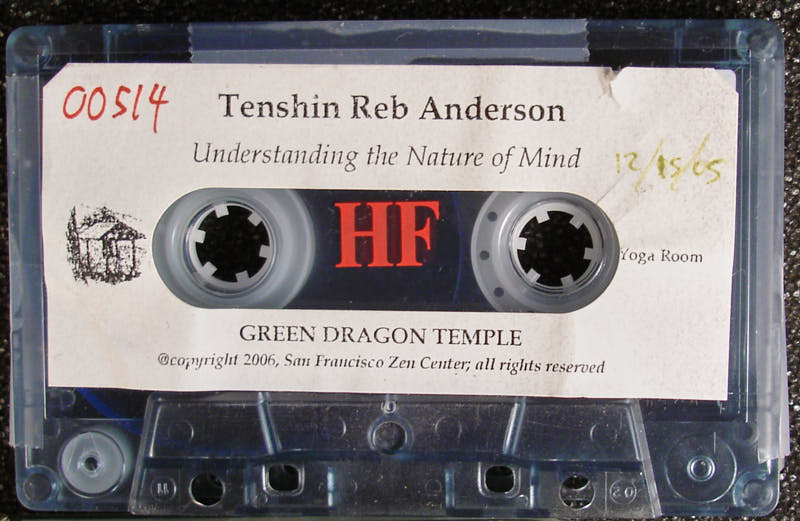 00514
Tenshin Reb Anderson
Understanding the Nature of Mind
12/15/05
HF
Yoga Room
GREEN DRAGON TEMPLE
©copyright 2006, San Francisco Zen Center; all rights reserved